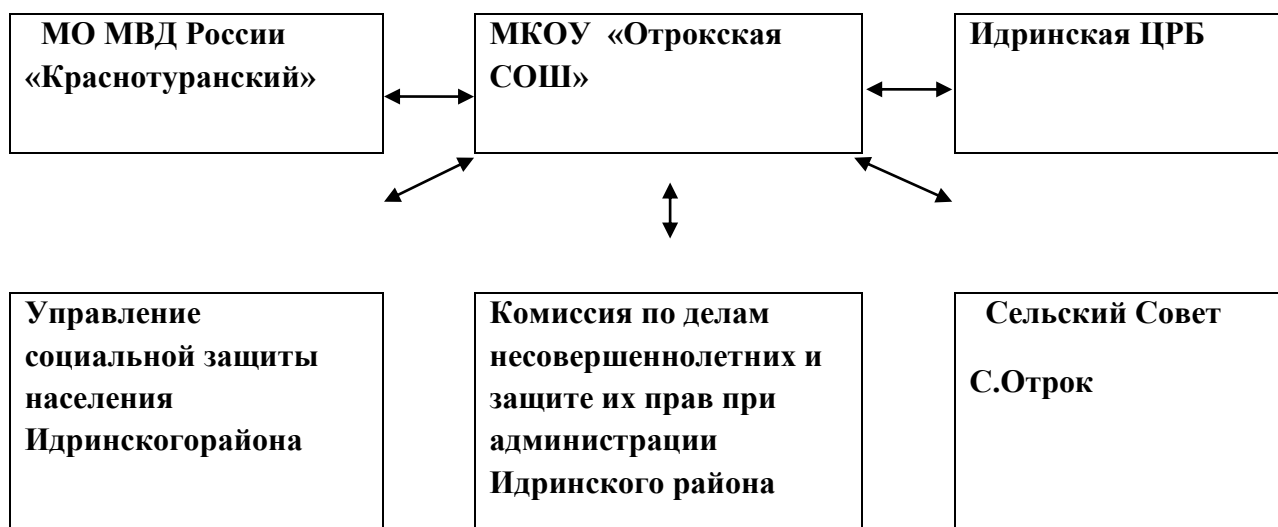 МО МВД России
«Краснотуранский»
МКОУ «Отрокская
СОШ»
Идринская ЦРБ
Управление
социальной защиты
населения
Идринскогорайона
Комиссия по делам
несовершеннолетних и
защите их прав при
администрации
Идринского района
Сельский Совет
С.Отрок